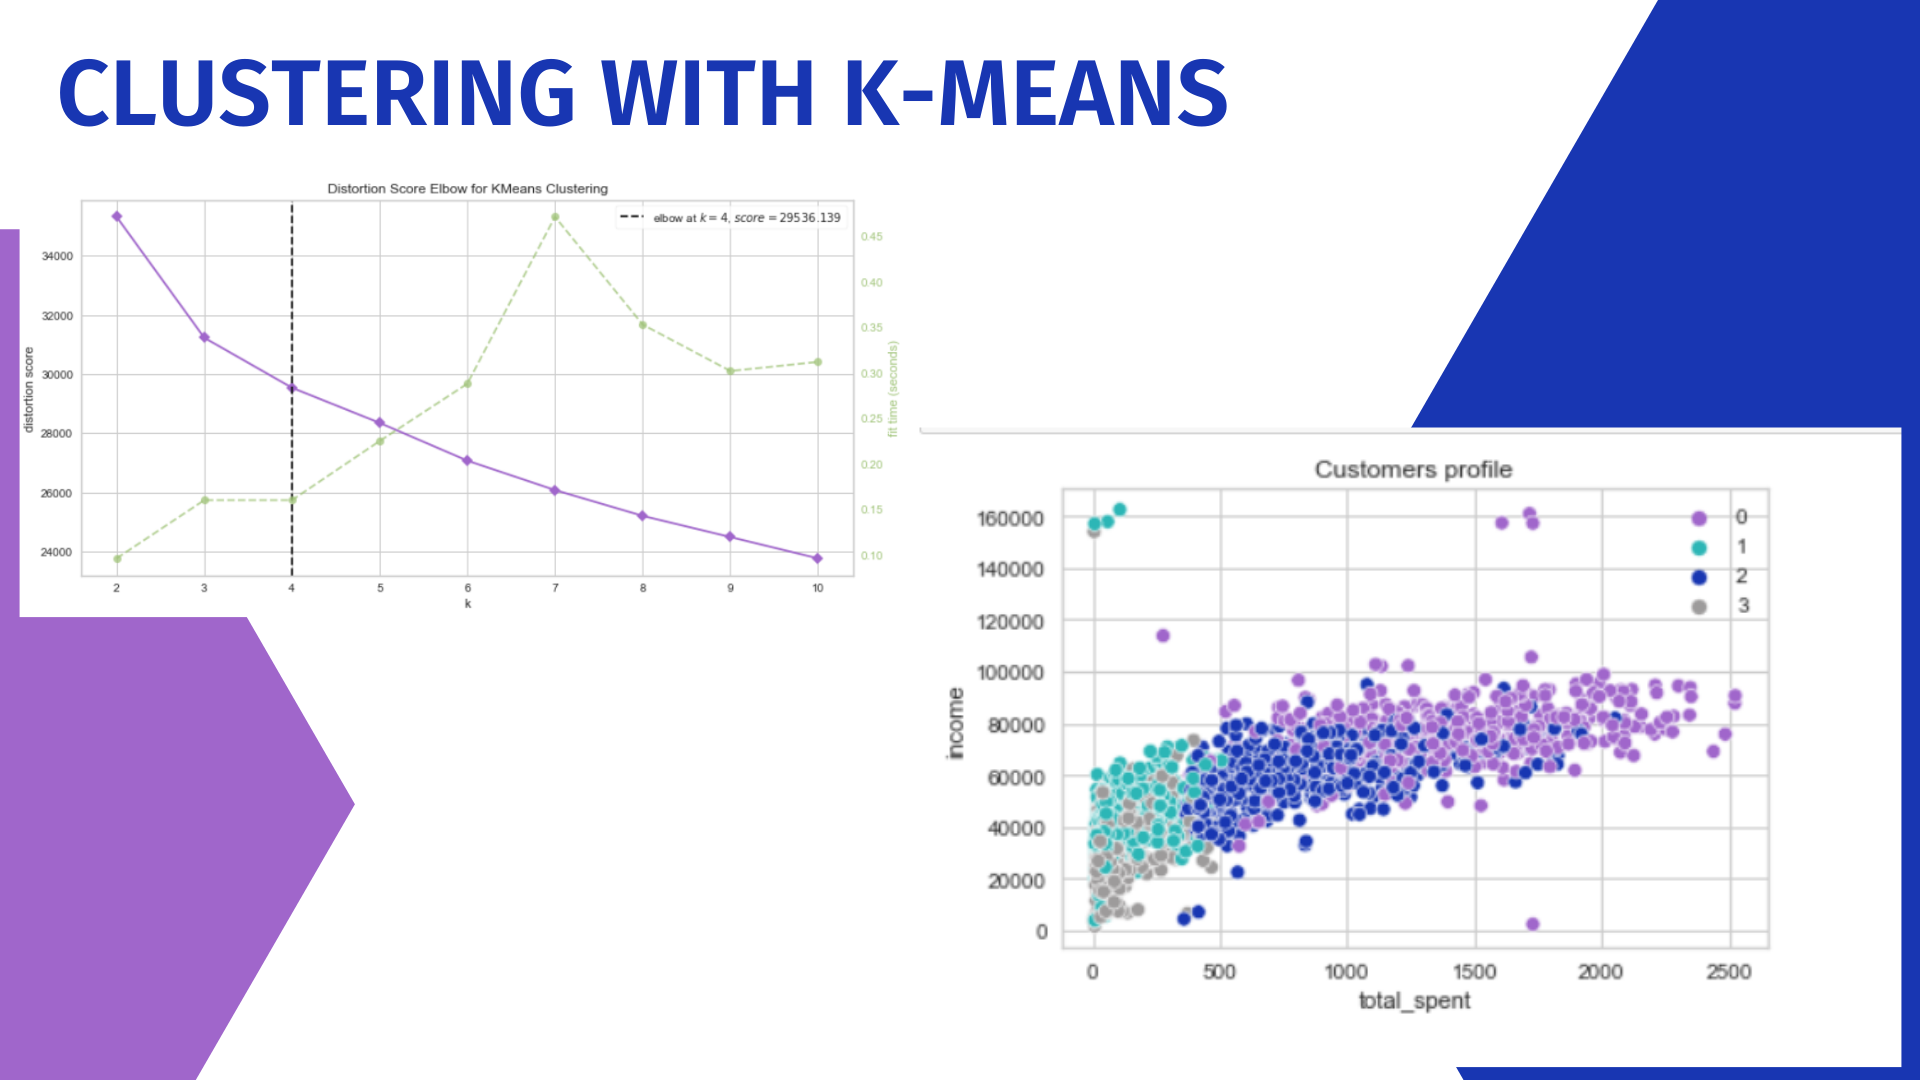 CLUSTERING WITH K-MEANS
Distortion Score Elbow for KMeans Clustering
elbow at k = 4, score = 29536.139
distortion score
34000
32000
30000
28000
26000
24000
0.45
0.40
0.35
0.30
0.25
0.20
0.15
0.10
fit time (seconds)
2 3 4 5 6 7 8 9 10
k
Customers profile
0
1
2
3
income
160000
140000
120000
100000
80000
60000
40000
20000
0
0 500 1000 1500 2000 2500
total_spent